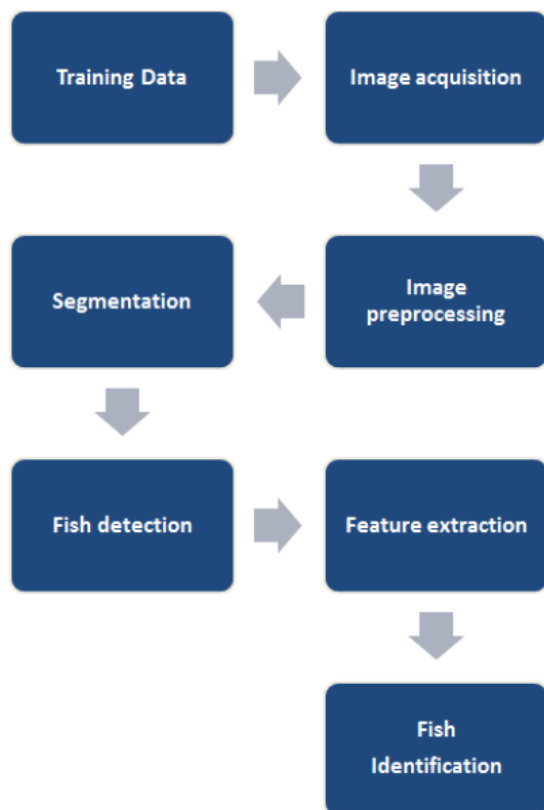 Training Data
Image acquisition
Image
preprocessing
Segmentation
Fish detection
Feature extraction
Fish
Identification